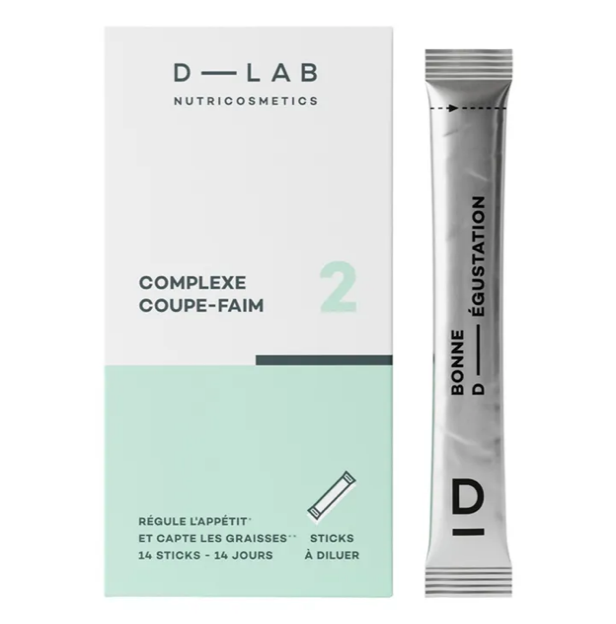 D — LAB
NUTRICOSMETICS
COMPLEXE
COUPE-FAIM
2
RÉGULE L'APPÉTIT*
ET CAPTE LES GRAISSES**
14 STICKS - 14 JOURS
STICKS
À DILUER
BONNE
D — ÉGUSTATION
D